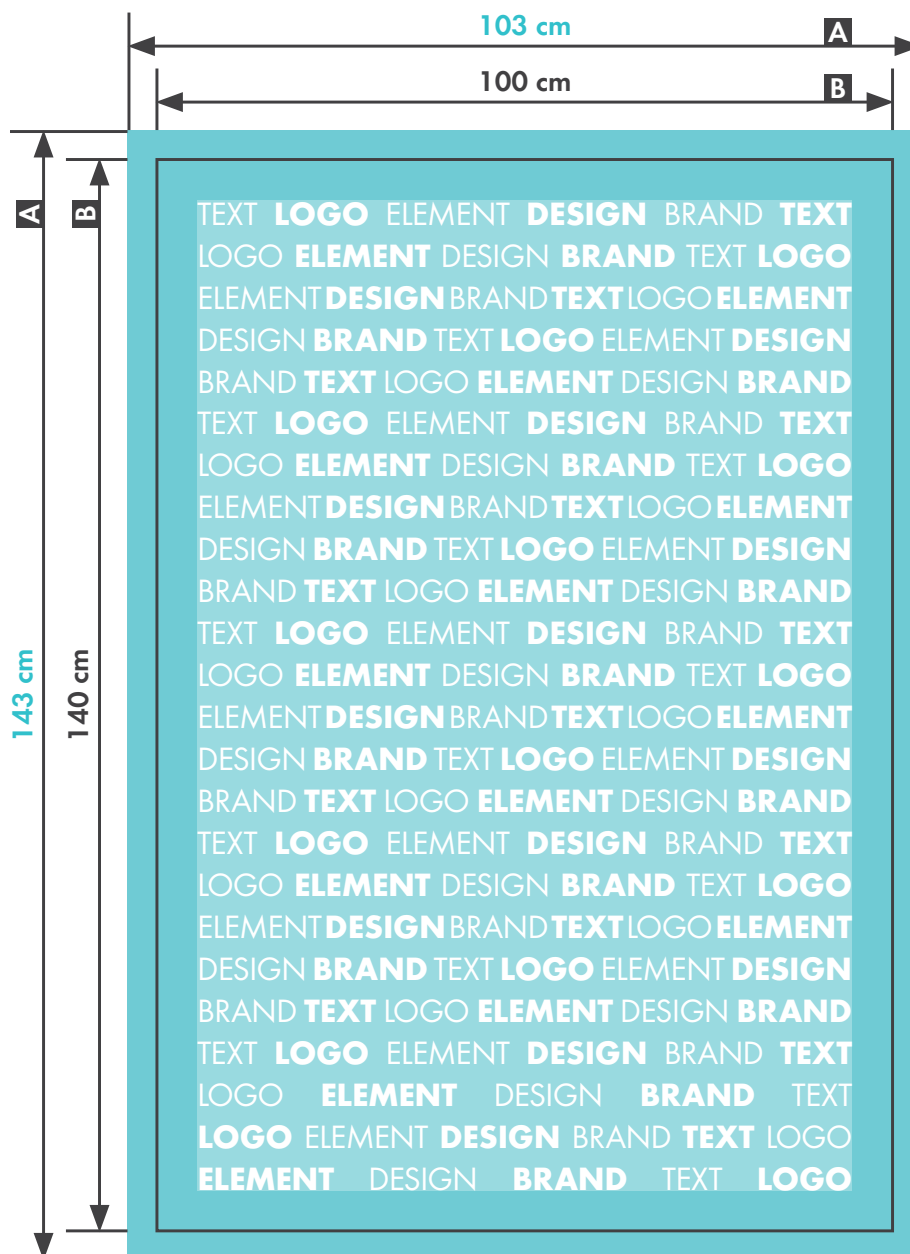 103 cm
A
100 cm
B
A
B
TEXT LOGO ELEMENT DESIGN BRAND TEXT
LOGO ELEMENT DESIGN BRAND TEXT LOGO
ELEMENT DESIGN BRAND TEXT LOGO ELEMENT
DESIGN BRAND TEXT LOGO ELEMENT DESIGN
BRAND TEXT LOGO ELEMENT DESIGN BRAND
TEXT LOGO ELEMENT DESIGN BRAND TEXT
LOGO ELEMENT DESIGN BRAND TEXT LOGO
ELEMENT DESIGN BRAND TEXT LOGO ELEMENT
DESIGN BRAND TEXT LOGO ELEMENT DESIGN
BRAND TEXT LOGO ELEMENT DESIGN BRAND
TEXT LOGO ELEMENT DESIGN BRAND TEXT
LOGO ELEMENT DESIGN BRAND TEXT LOGO
ELEMENT DESIGN BRAND TEXT LOGO ELEMENT
DESIGN BRAND TEXT LOGO ELEMENT DESIGN
BRAND TEXT LOGO ELEMENT DESIGN BRAND
TEXT LOGO ELEMENT DESIGN BRAND TEXT
LOGO ELEMENT DESIGN BRAND TEXT LOGO
ELEMENT DESIGN BRAND TEXT LOGO ELEMENT
DESIGN BRAND TEXT LOGO ELEMENT DESIGN
BRAND TEXT LOGO ELEMENT DESIGN BRAND
TEXT LOGO ELEMENT DESIGN BRAND TEXT
LOGO ELEMENT DESIGN BRAND TEXT
LOGO ELEMENT DESIGN BRAND TEXT LOGO
ELEMENT DESIGN BRAND TEXT LOGO
143 cm
140 cm